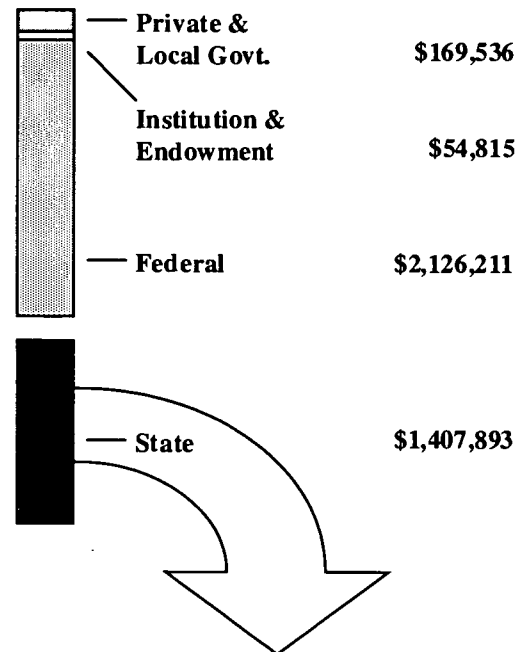 Private &
Local Govt. $169,536
Institution &
Endowment $54,815
Federal $2,126,211
State $1,407,893